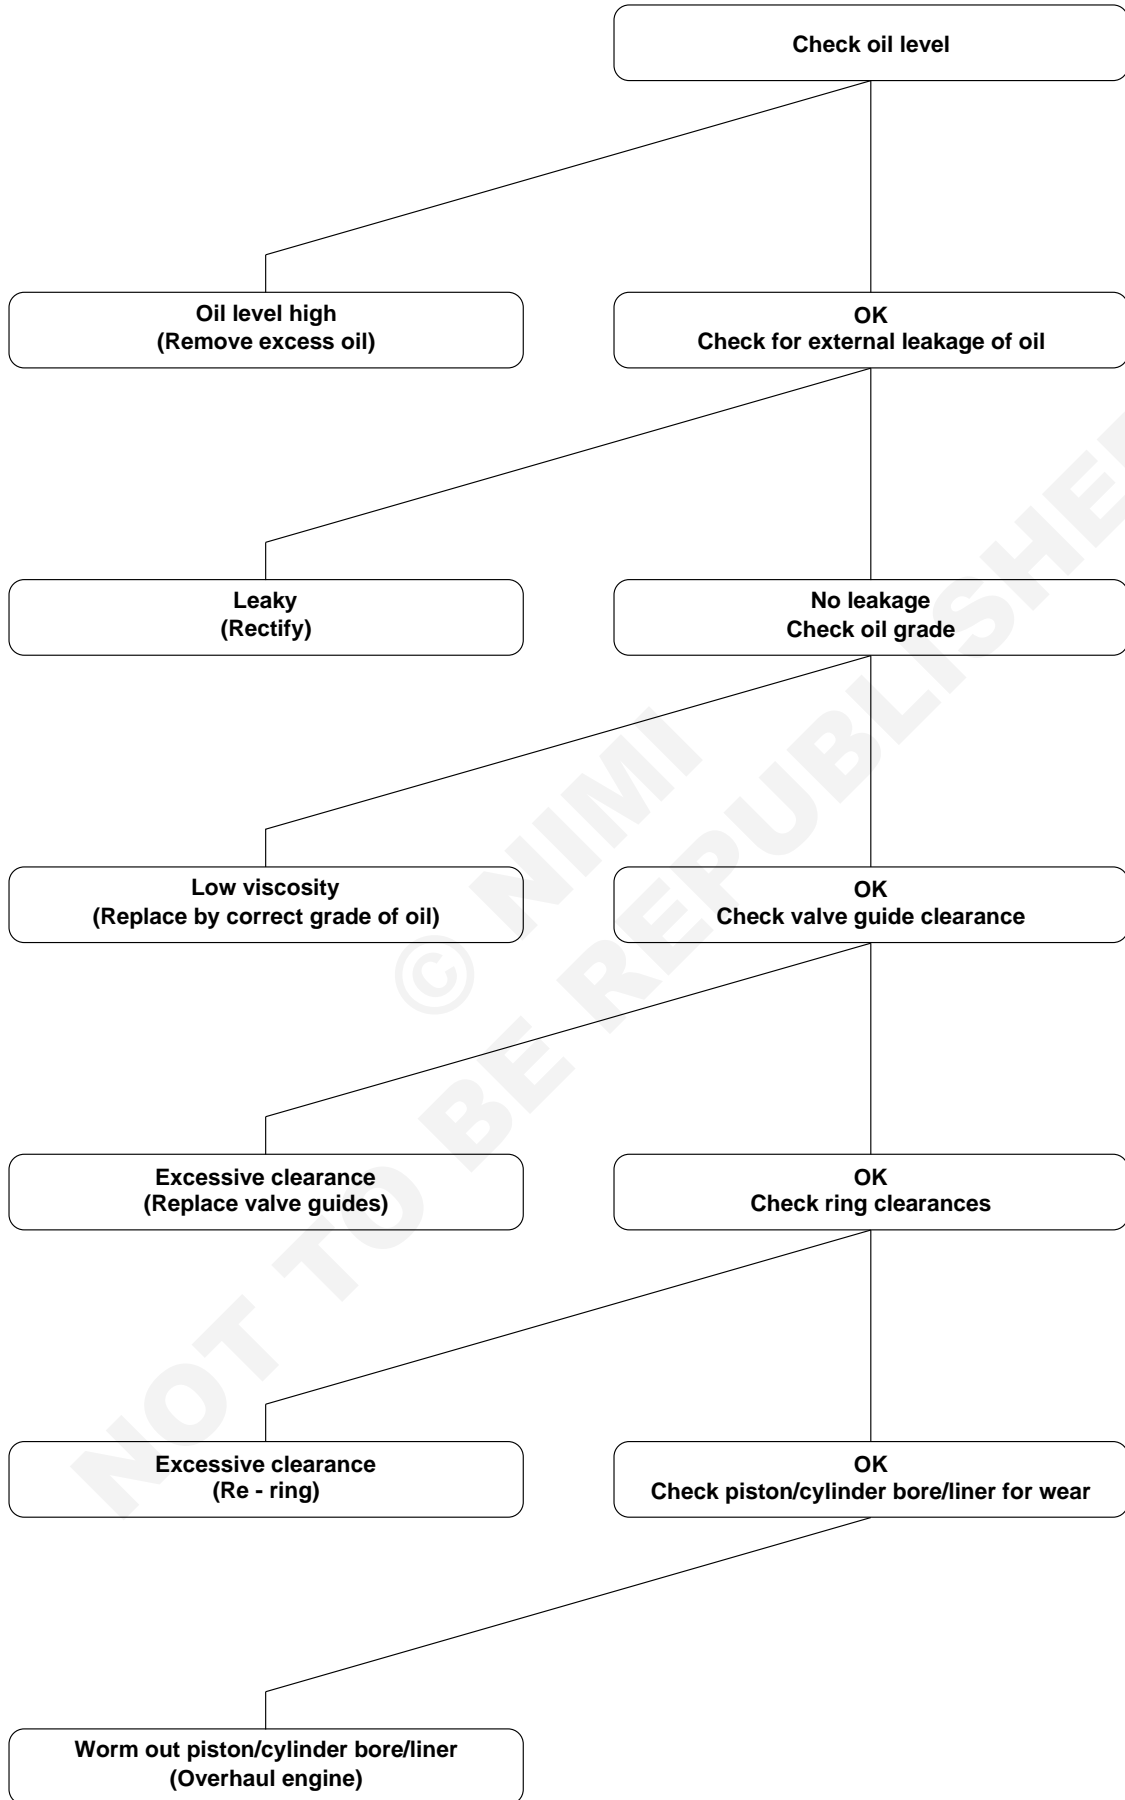 Check oil level
Oil level high
(Remove excess oil)
OK
Check for external leakage of oil
Leaky
(Rectify)
No leakage
Check oil grade
Low viscosity
(Replace by correct grade of oil)
OK
Check valve guide clearance
Excessive clearance
(Replace valve guides)
OK
Check ring clearances
Excessive clearance
(Re - ring)
OK
Check piston/cylinder bore/liner for wear
Worm out piston/cylinder bore/liner
(Overhaul engine)
© NIMI
NOT TO BE REPUBLISHE